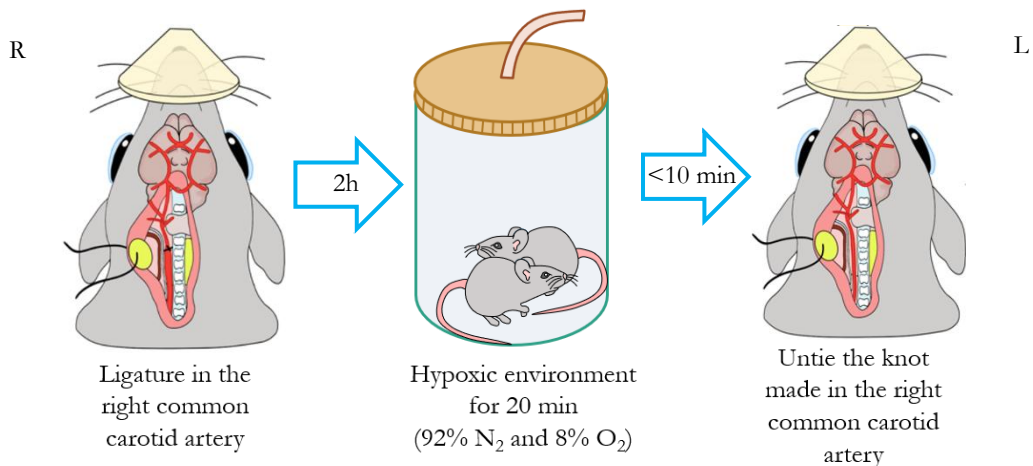 R
L
2h
<10 min
Ligature in the
right common
carotid artery
Hypoxic environment
for 20 min
(92% N₂ and 8% O₂)
Untie the knot
made in the right
common carotid
artery